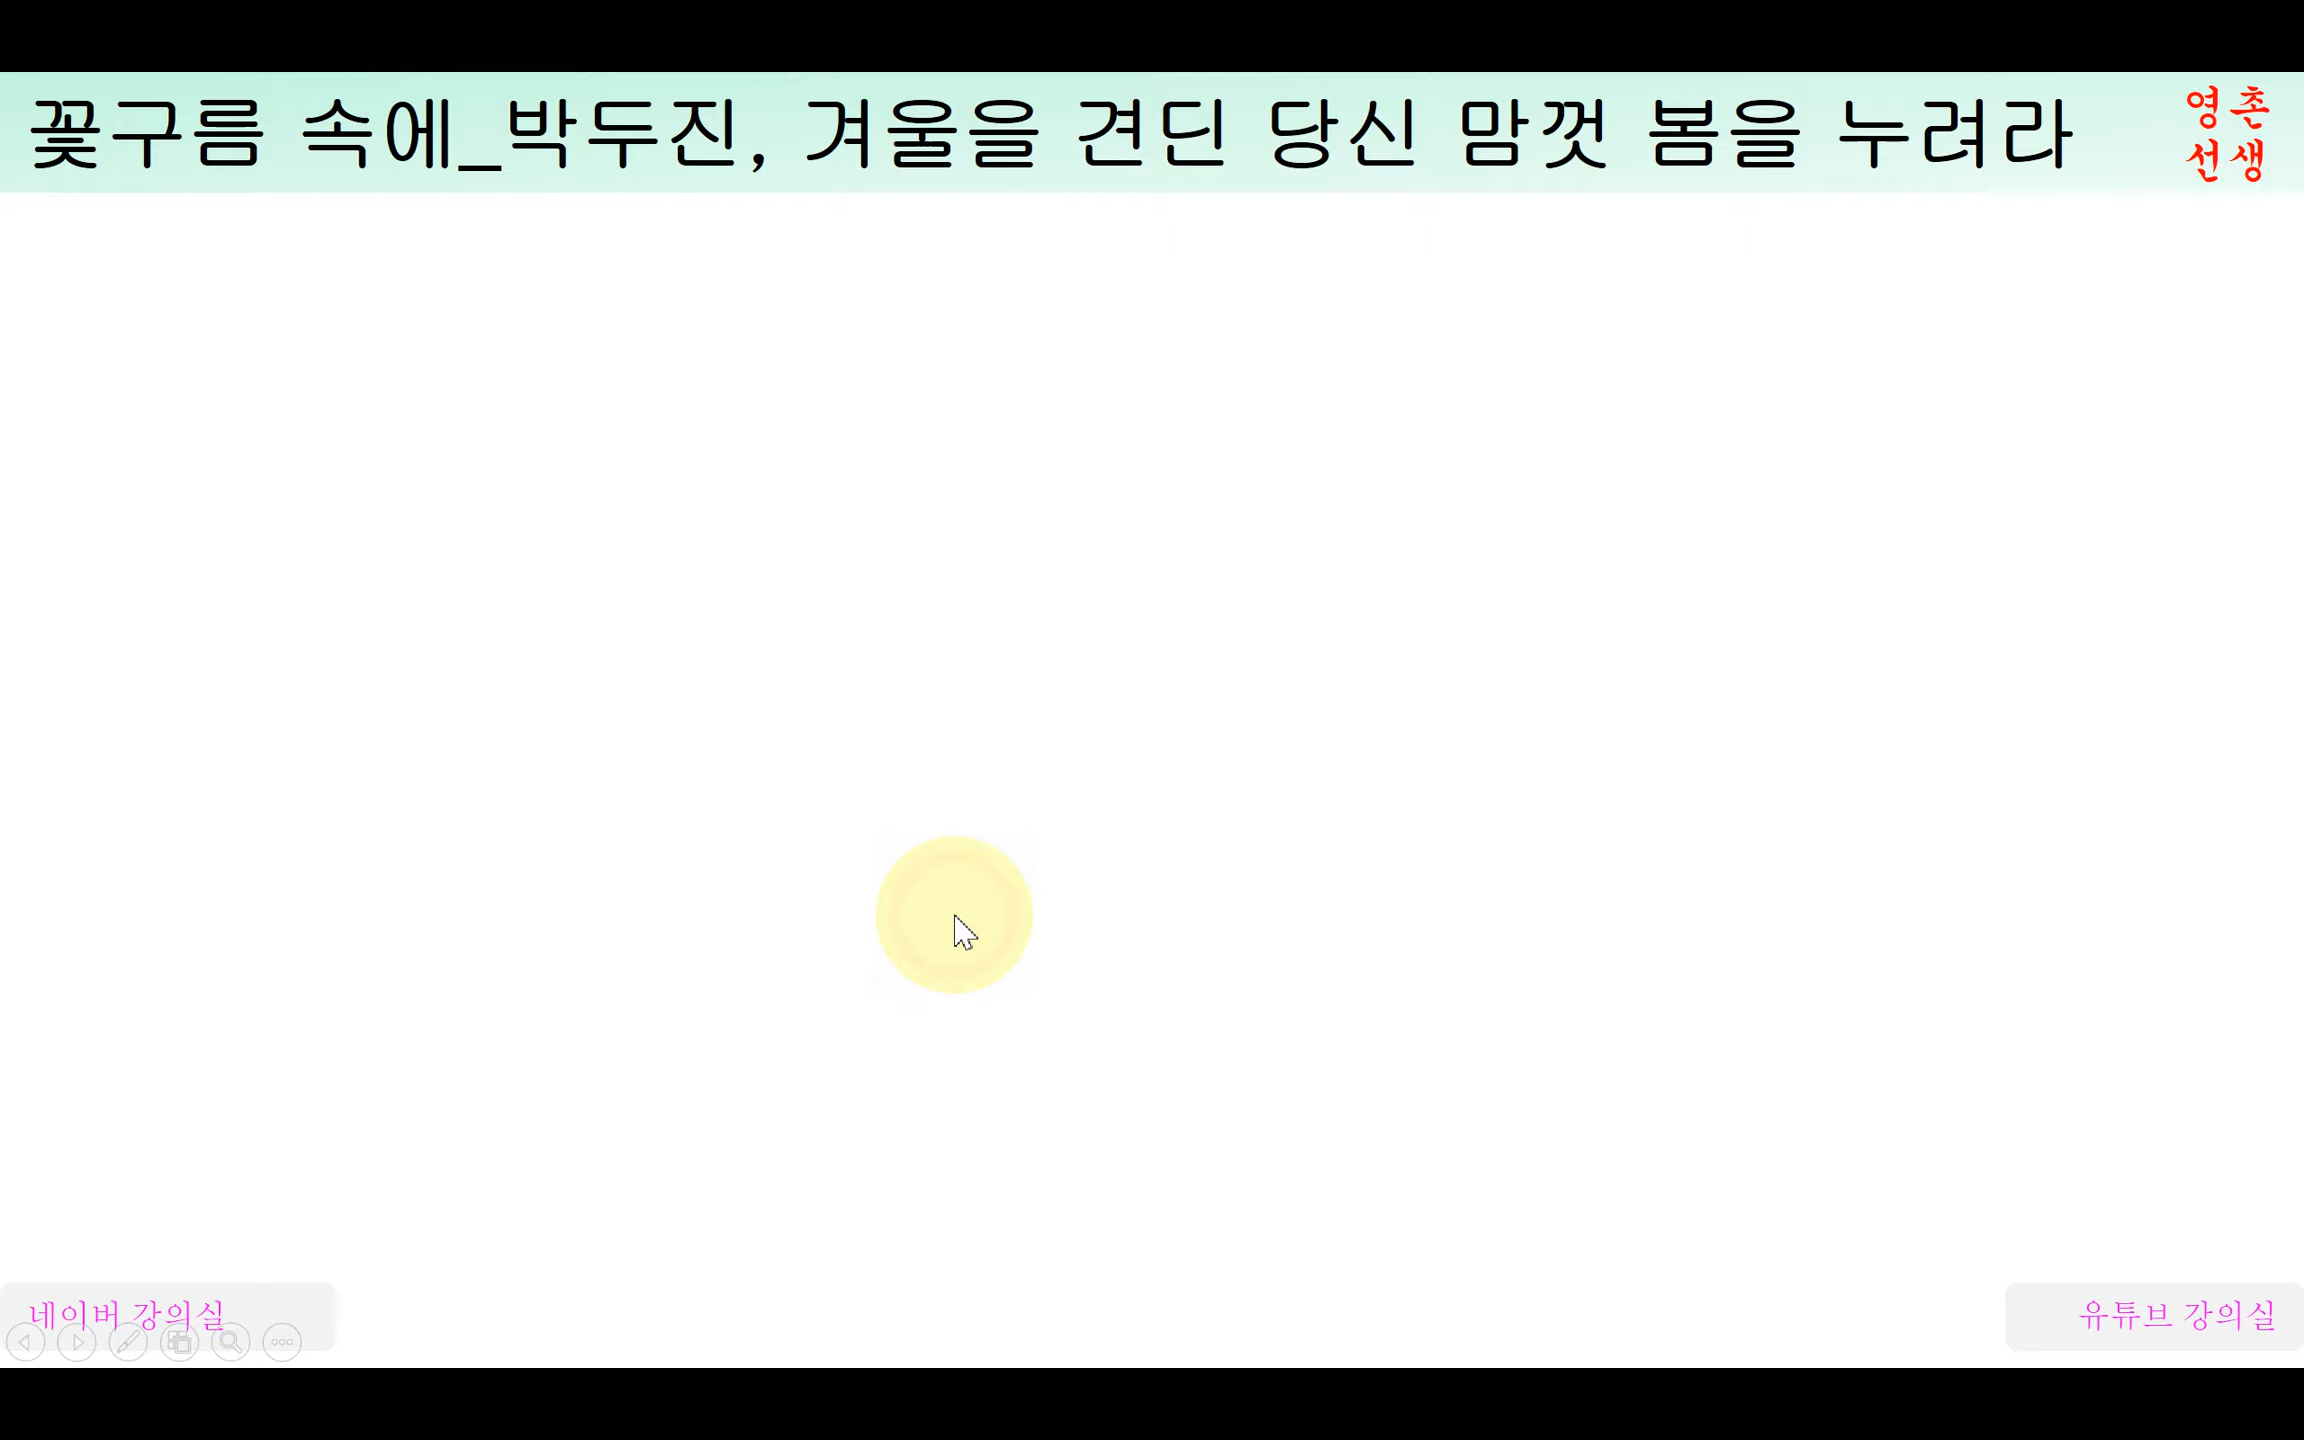 꽃구름 속에_박두진, 겨울을 견딘 당신 맘껏 봄을 누려라
영촌
선생
네이버 강의실
유튜브 강의실